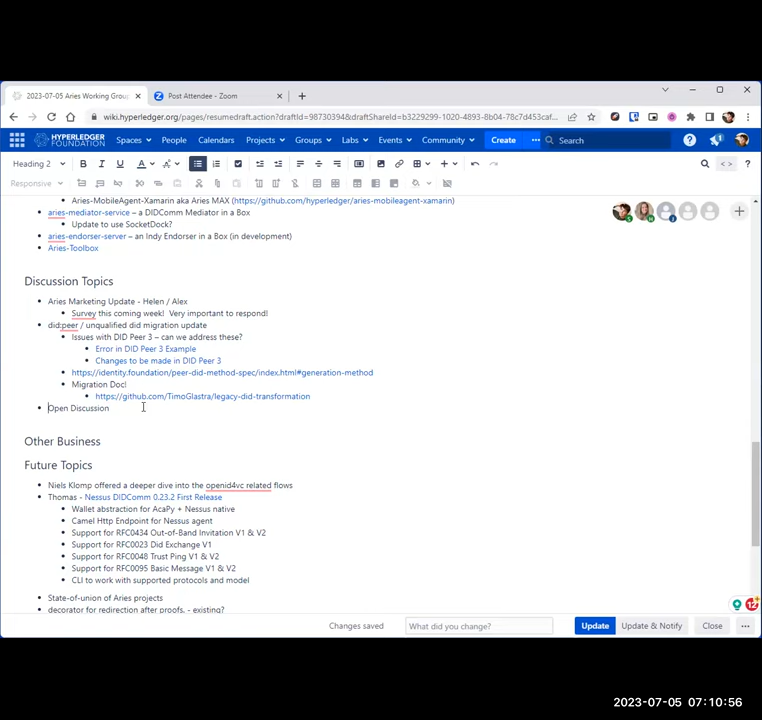 2023-07-05 Aries Working Group
Post Attendee - Zoom
wiki.hyperledger.org/pages/resumedraft.action?draftId=98730394&draftShareId=b3229299-1020-4893-8b04-78c7d453caf...
HYPERLEDGER FOUNDATION Spaces People Calendars Projects Groups Labs Events Community Create ... Search
Heading 2 B I U A
Responsive
Aries-MobileAgent-Xamarin aka Aries MAX (https://github.com/hyperledger/aries-mobileagent-xamarin)
aries-mediator-service – a DIDComm Mediator in a Box
Update to use SocketDock?
aries-endorser-server – an Indy Endorser in a Box (in development)
Aries-Toolbox
Discussion Topics
Aries Marketing Update - Helen / Alex
Survey this coming week! Very important to respond!
did:peer / unqualified did migration update
Issues with DID Peer 3 – can we address these?
Error in DID Peer 3 Example
Changes to be made in DID Peer 3
https://identity.foundation/peer-did-method-spec/index.html#generation-method
Migration Doc!
https://github.com/TimoGlastra/legacy-did-transformation
Open Discussion
Other Business
Future Topics
Niels Klomp offered a deeper dive into the openid4vc related flows
Thomas - Nessus DIDComm 0.23.2 First Release
Wallet abstraction for AcaPy + Nessus native
Camel Http Endpoint for Nessus agent
Support for RFC0434 Out-of-Band Invitation V1 & V2
Support for RFC0023 Did Exchange V1
Support for RFC0048 Trust Ping V1 & V2
Support for RFC0095 Basic Message V1 & V2
CLI to work with supported protocols and model
State-of-union of Aries projects
decorator for redirection after proofs. - existing?
12
Changes saved What did you change? Update Update & Notify Close ...
2023-07-05 07:10:56